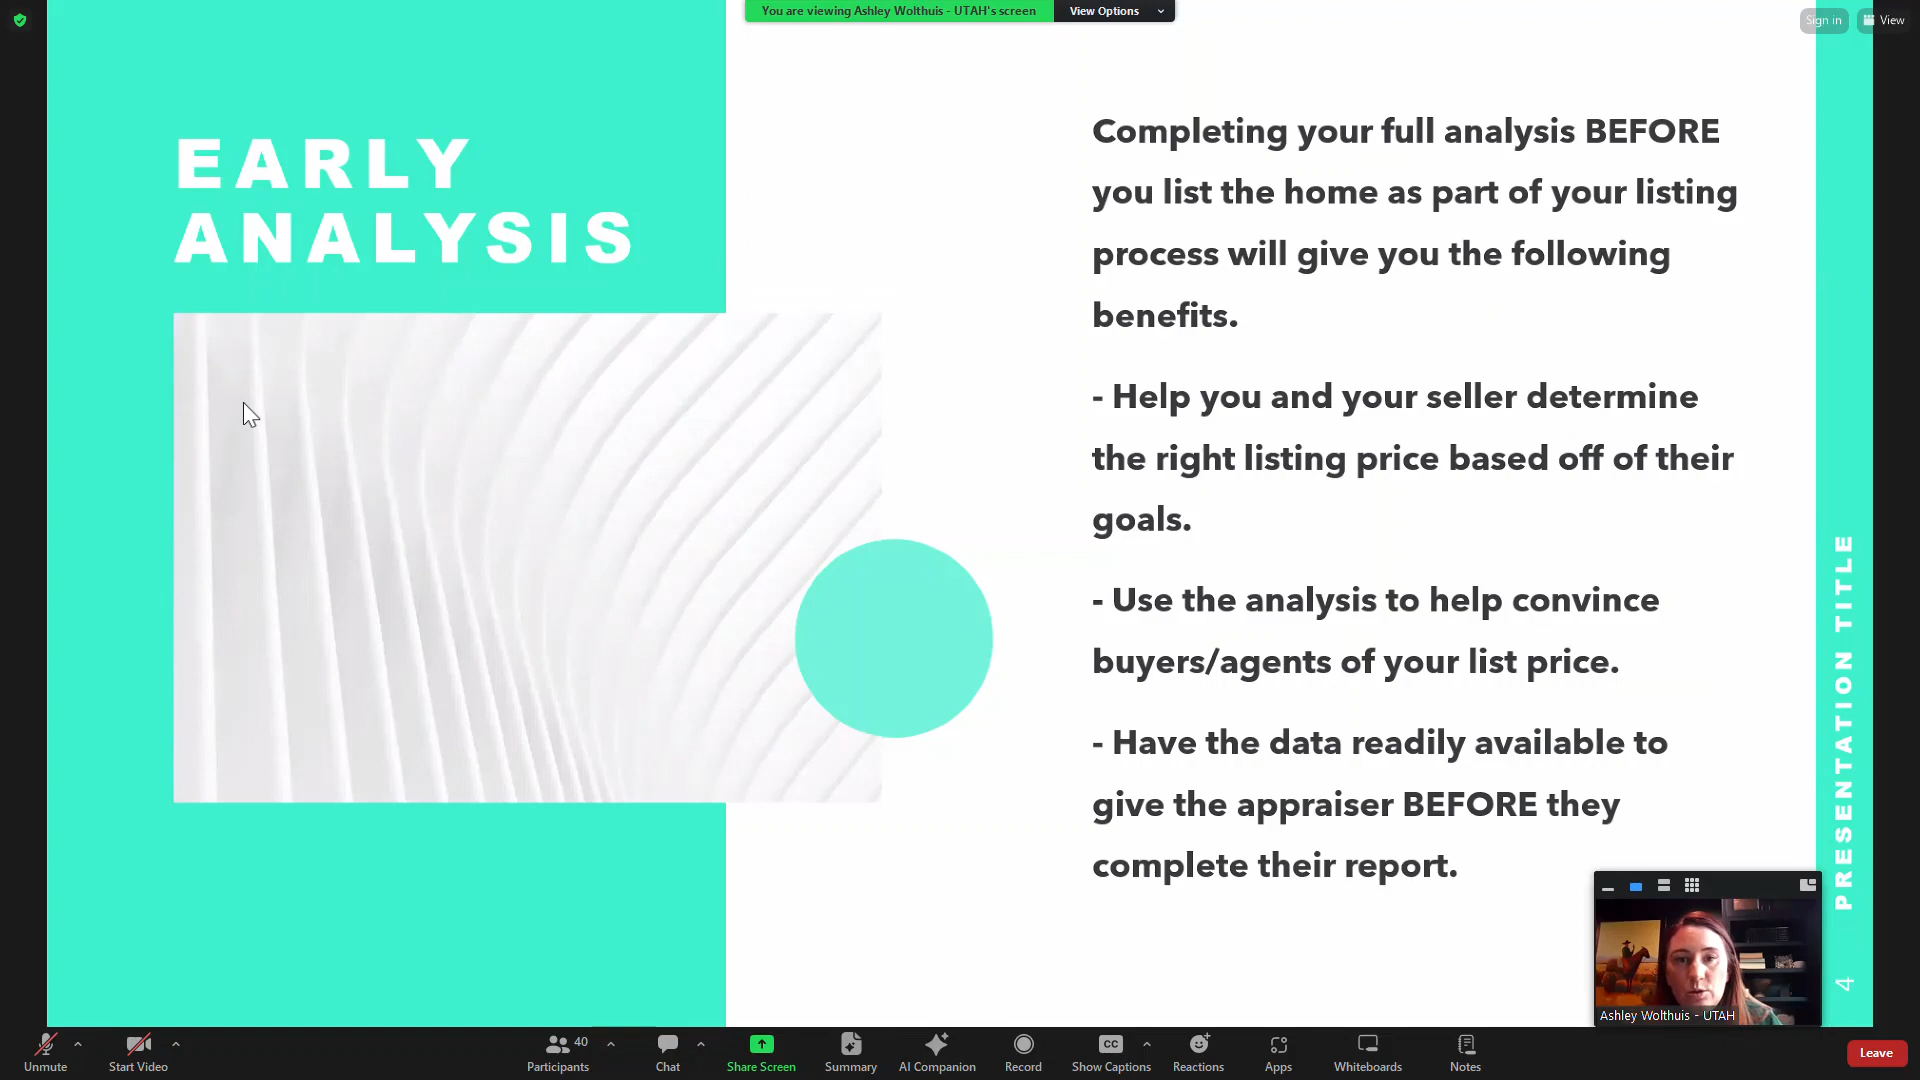 You are viewing Ashley Wolthuis - UTAH's screen
View Options
Sign in
View
EARLY
ANALYSIS
Completing your full analysis BEFORE
you list the home as part of your listing
process will give you the following
benefits.
- Help you and your seller determine
the right listing price based off of their
goals.
- Use the analysis to help convince
buyers/agents of your list price.
- Have the data readily available to
give the appraiser BEFORE they
complete their report.
PRESENTATION TITLE
4
Ashley Wolthuis - UTAH
Unmute
Start Video
40
Participants
Chat
Share Screen
Summary
AI Companion
Record
CC
Show Captions
Reactions
Apps
Whiteboards
Notes
Leave